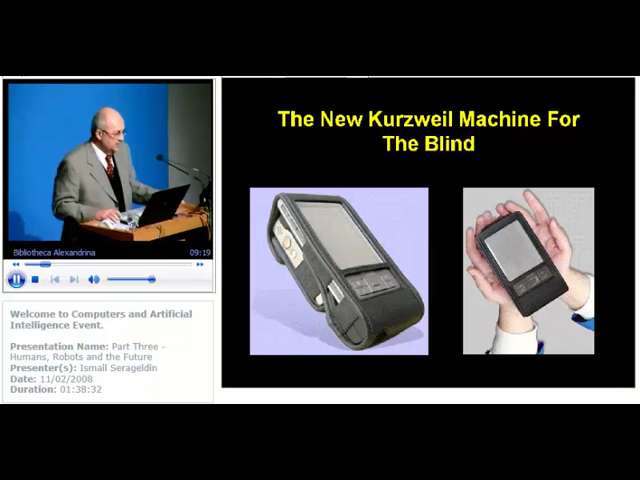 The New Kurzweil Machine For
The Blind
Bibliotheca Alexandrina 09:19
Welcome to Computers and Artificial
Intelligence Event.
Presentation Name: Part Three -
Humans, Robots and the Future
Presenter(s): Ismail Serageldin
Date: 11/02/2008
Duration: 01:38:32